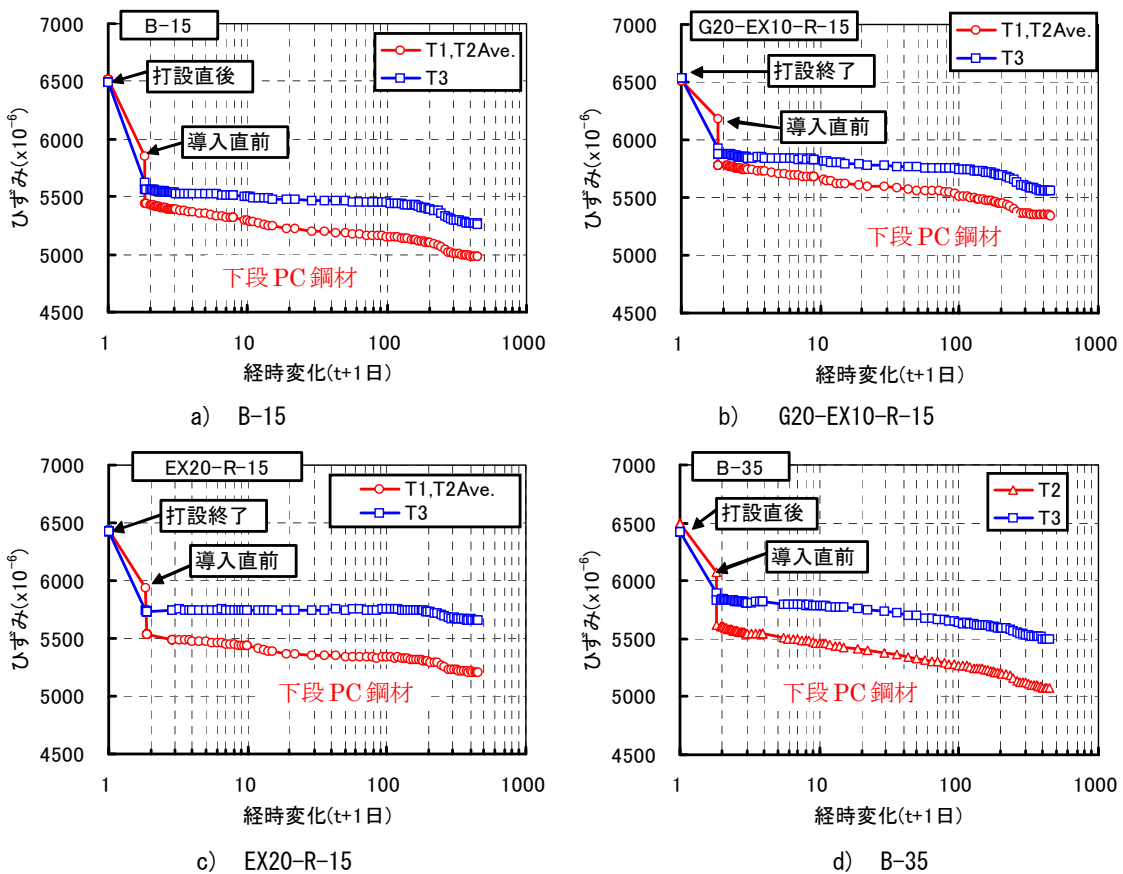 B-15
7000
6500
6000
5500
5000
4500
ひずみ(x10⁻⁶)
T1,T2Ave.
T3
打設直後
導入直前
下段PC鋼材
1
10
100
1000
経時変化(t+1日)
a) B-15
G20-EX10-R-15
7000
6500
6000
5500
5000
4500
ひずみ(x10⁻⁶)
T1,T2Ave.
T3
打設終了
導入直前
下段PC鋼材
1
10
100
1000
経時変化(t+1日)
b) G20-EX10-R-15
EX20-R-15
7000
6500
6000
5500
5000
4500
ひずみ(x10⁻⁶)
T1,T2Ave.
T3
打設終了
導入直前
下段PC鋼材
1
10
100
1000
経時変化(t+1日)
c) EX20-R-15
B-35
7000
6500
6000
5500
5000
4500
ひずみ(x10⁻⁶)
T2
T3
打設直後
導入直前
下段PC鋼材
1
10
100
1000
経時変化(t+1日)
d) B-35